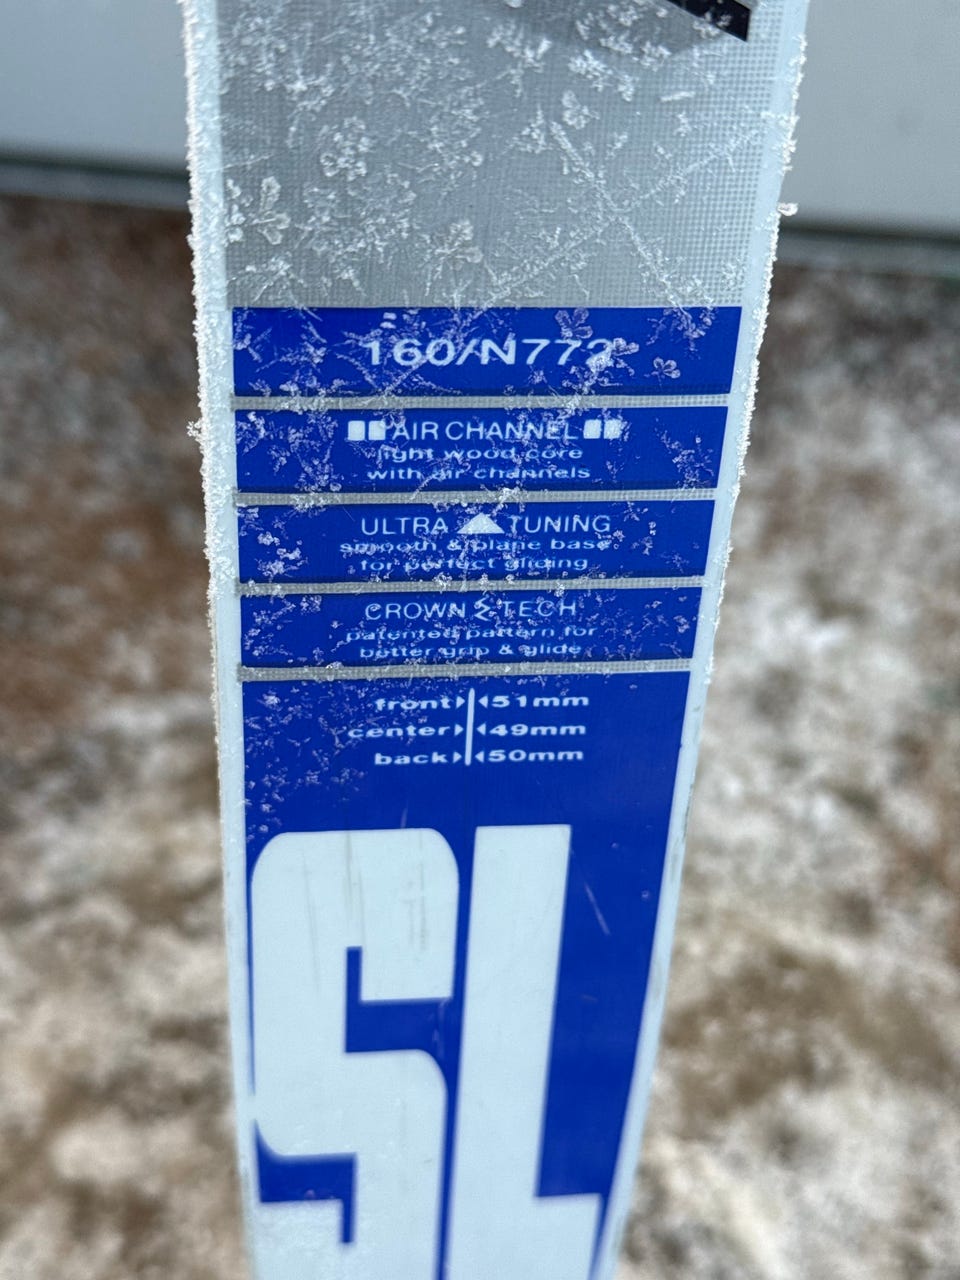 160/N772
AIR CHANNEL
light wood core
with air channels
ULTRA TUNING
smooth & plane base
for perfect gliding
CROWN TECH
patented pattern for
better grip & glide
front 51mm
center 49mm
back 50mm
SL